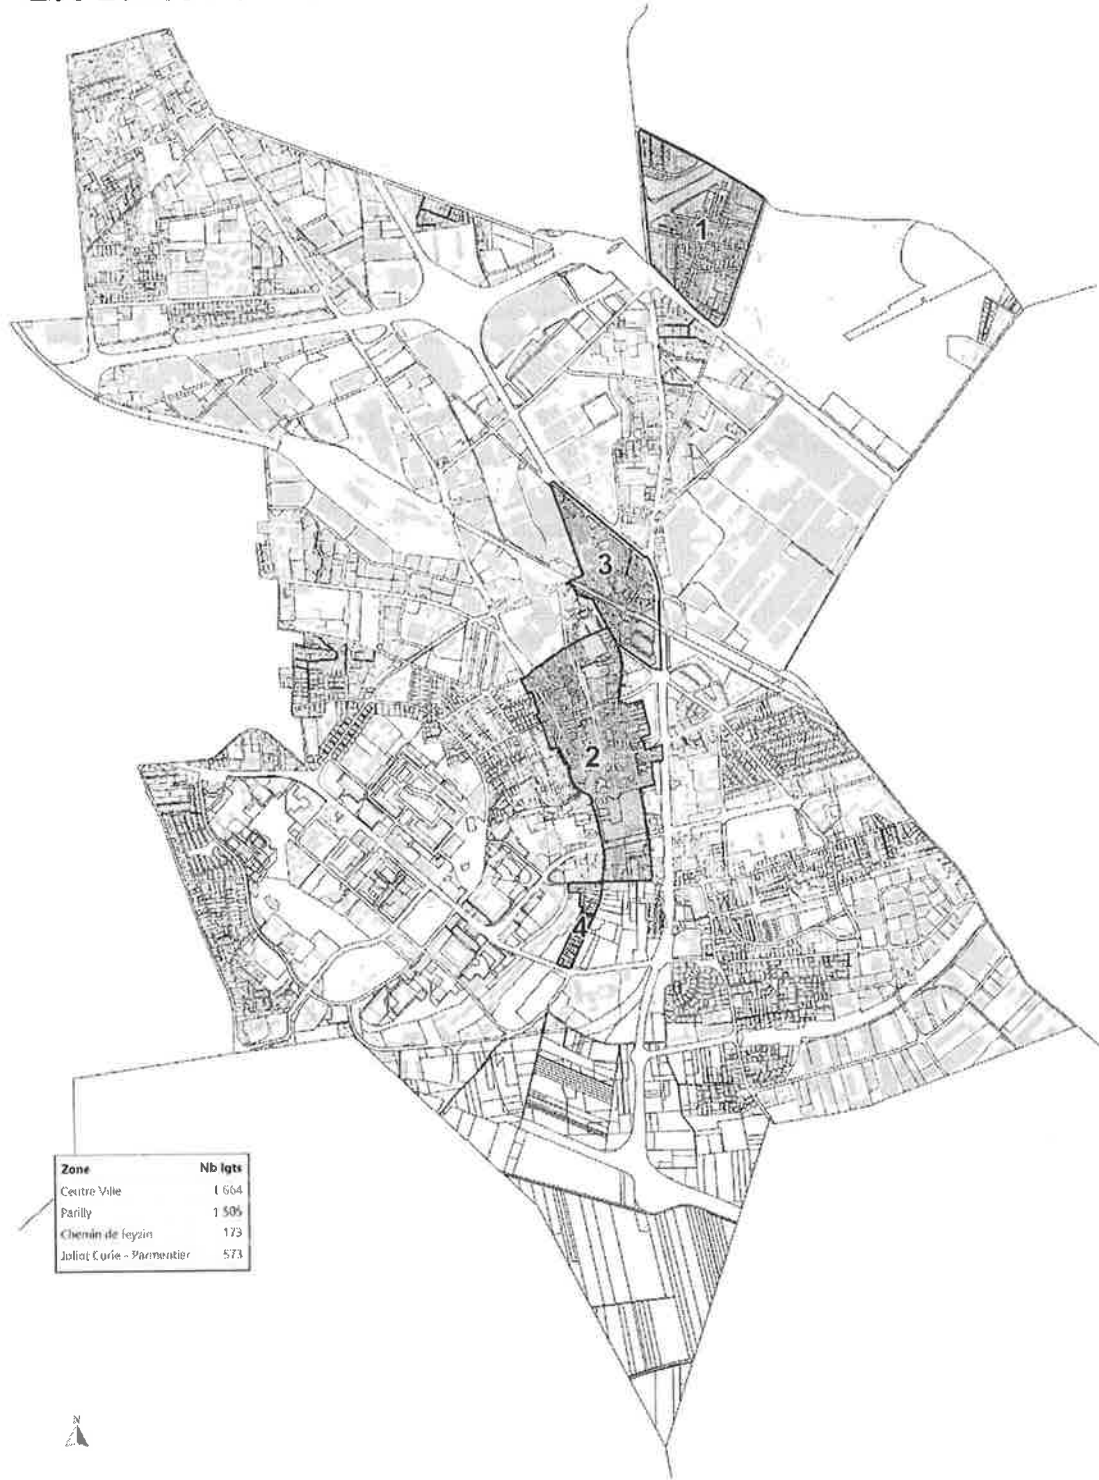 1
3
2
4
Zone Nb lgts
Centre Ville 1 664
Parilly 1 505
Chemin de feyzin 173
Joliot Curie - Parmentier 573
N